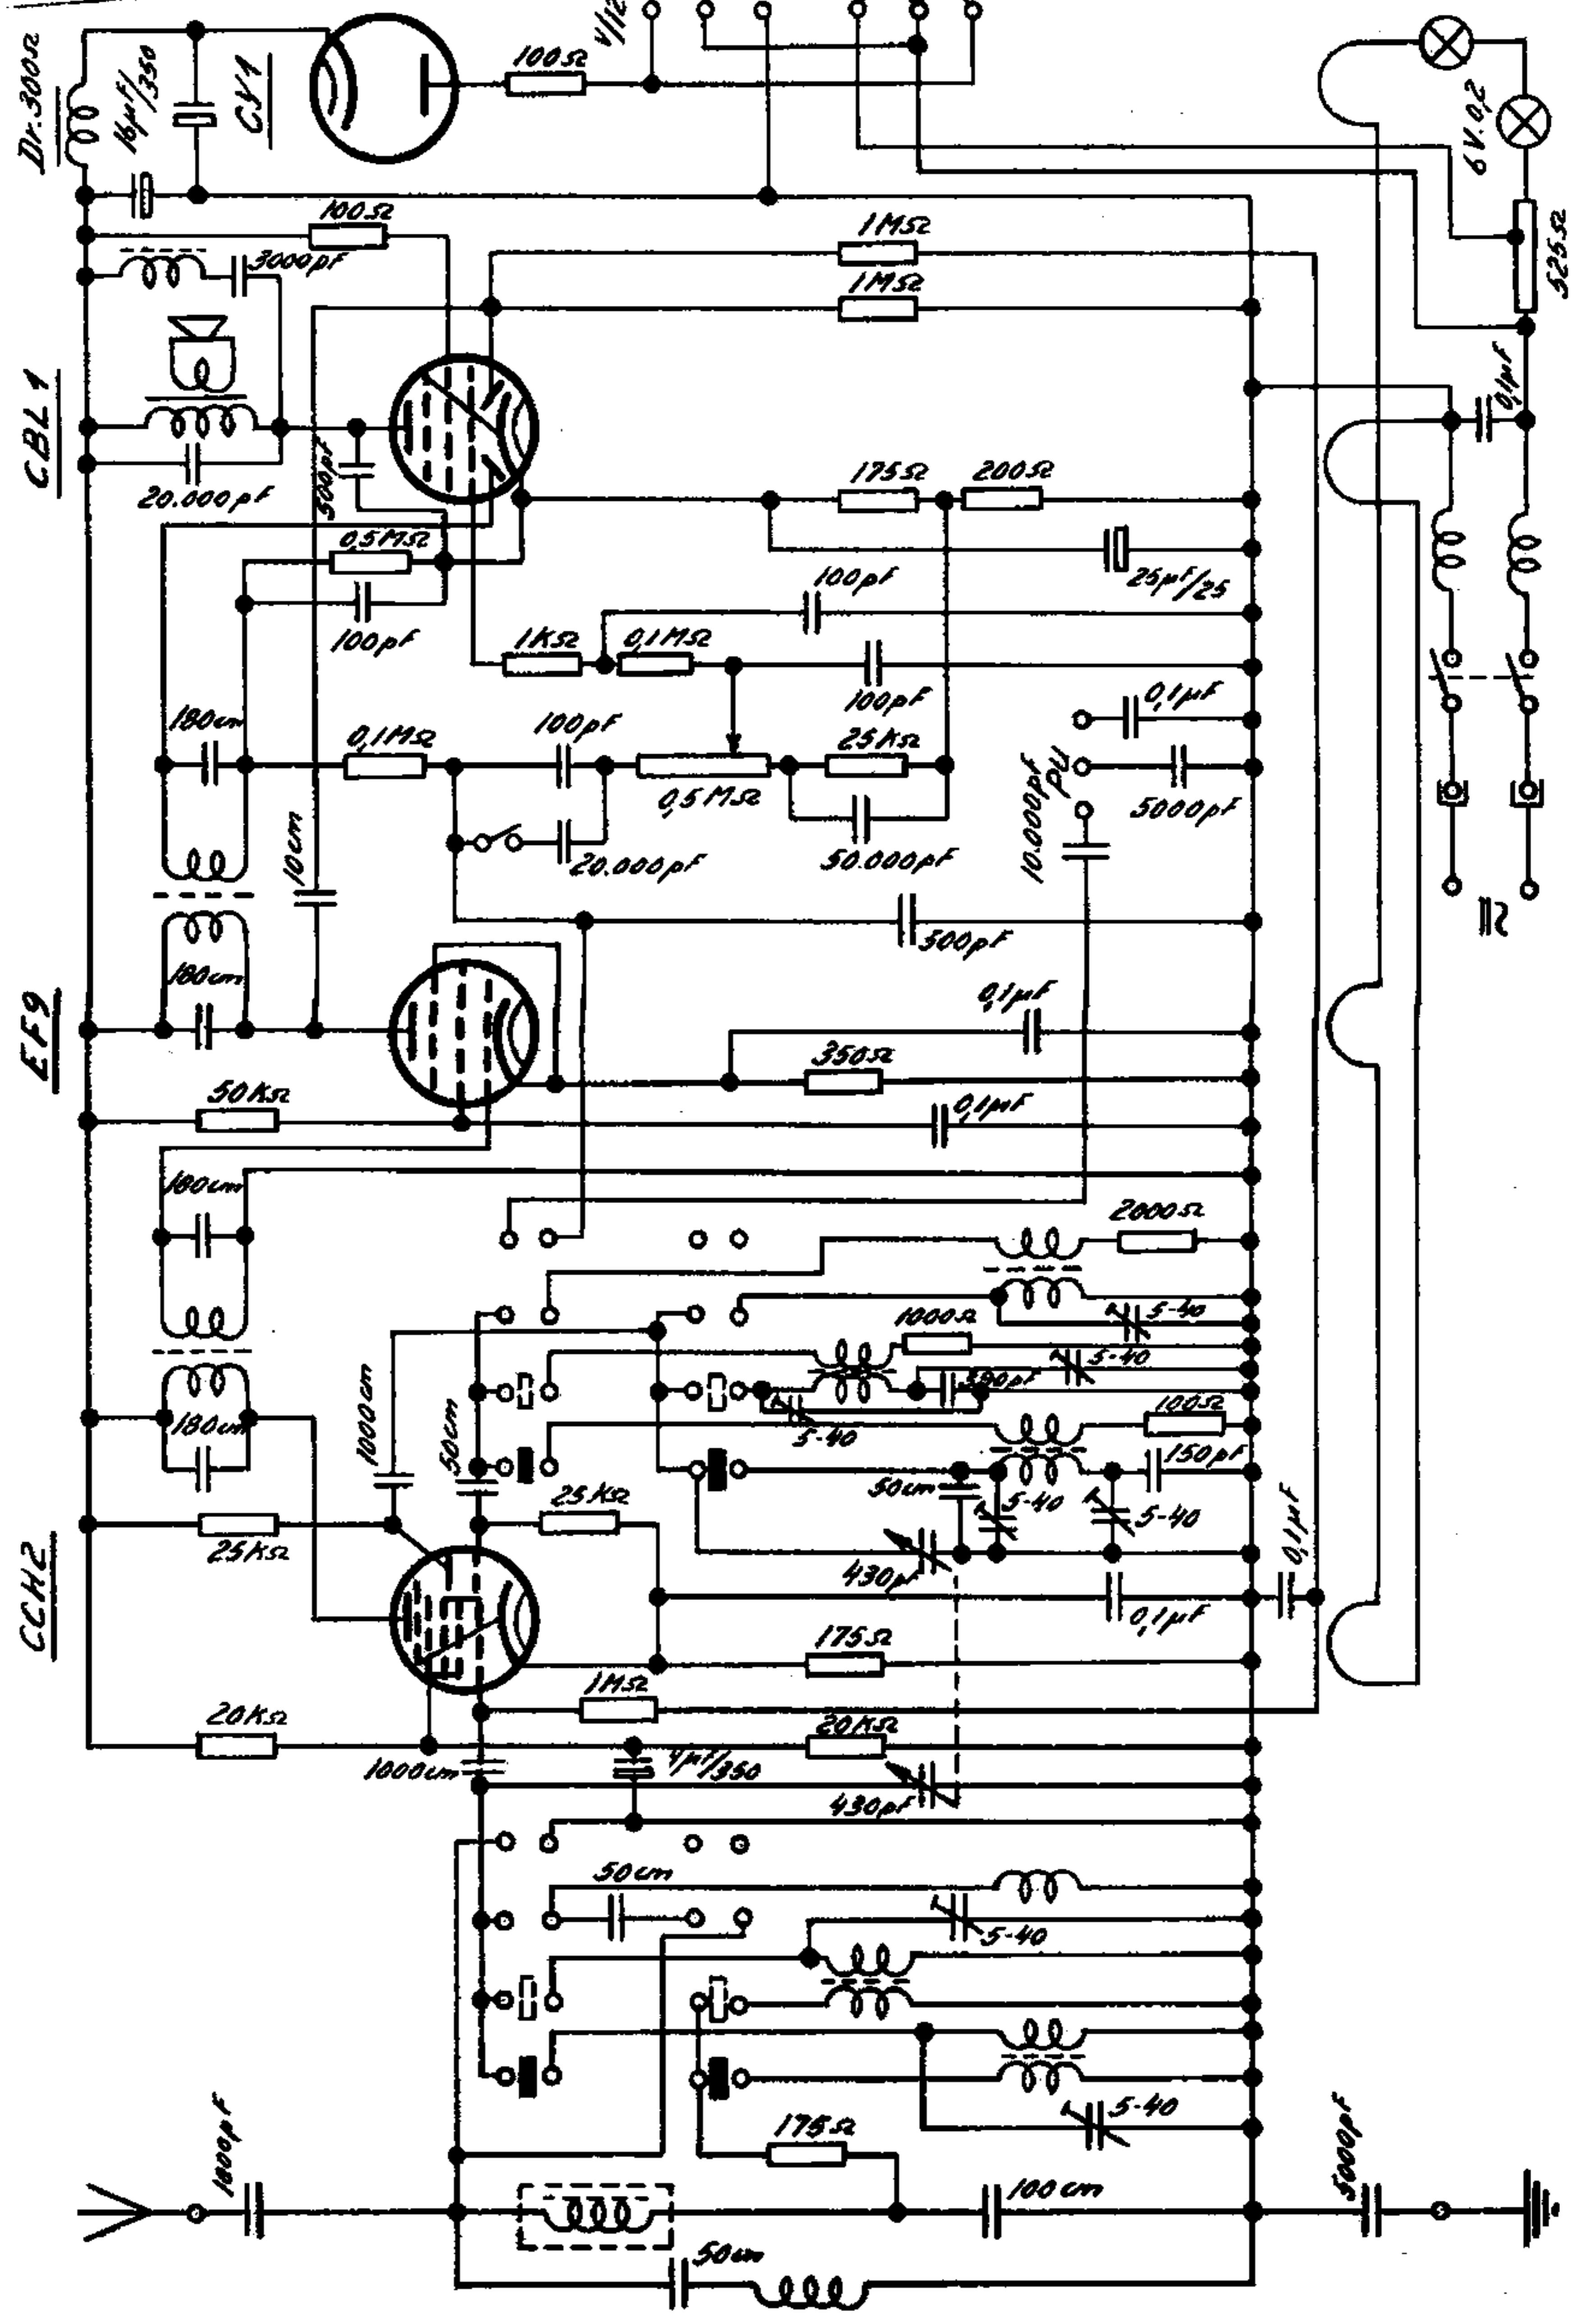 Dr.300Ω
16µF/350
CY1
100Ω
V/12
6V.0,2
525Ω
100Ω
3000pF
1MΩ
1MΩ
CBL1
20.000pF
500pF
175Ω
200Ω
0,1µF
0,5MΩ
100pF
25µF/25
100pF
1KΩ
0,1MΩ
100pF
0,1µF
180cm
0,1MΩ
100pF
0,5MΩ
25KΩ
10.000pF
PU
5000pF
10cm
20.000pF
50.000pF
500pF
EF9
180cm
0,1µF
350Ω
50KΩ
0,1µF
180cm
2000Ω
5-40
1000Ω
5-40
180cm
1000cm
50cm
5-40
100Ω
150pF
50cm
5-40
5-40
25KΩ
25KΩ
430pF
0,1µF
0,1µF
CCH2
175Ω
1MΩ
20KΩ
20KΩ
1000cm
4µF/350
430pF
50cm
5-40
5-40
175Ω
1000pF
100cm
5000pF
50cm